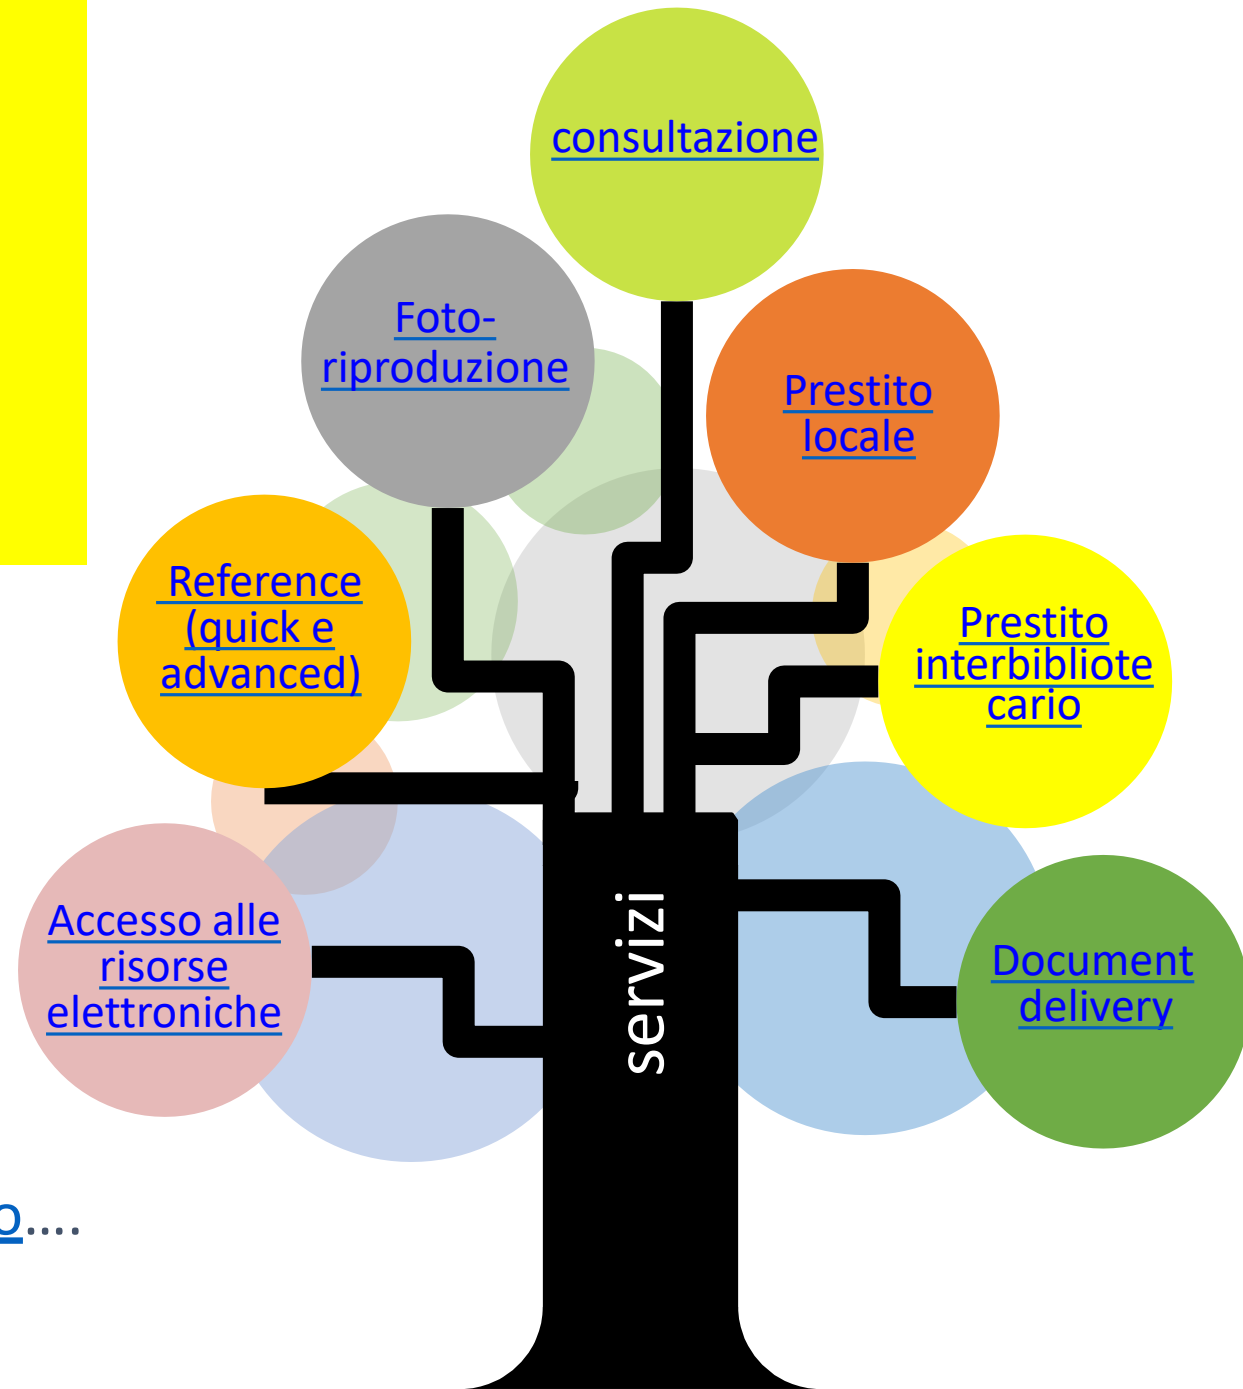 consultazione
Foto-
riproduzione
Prestito
locale
Reference
(quick e
advanced)
Prestito
interbibliote
cario
Accesso alle
risorse
elettroniche
servizi
Document
delivery
o....